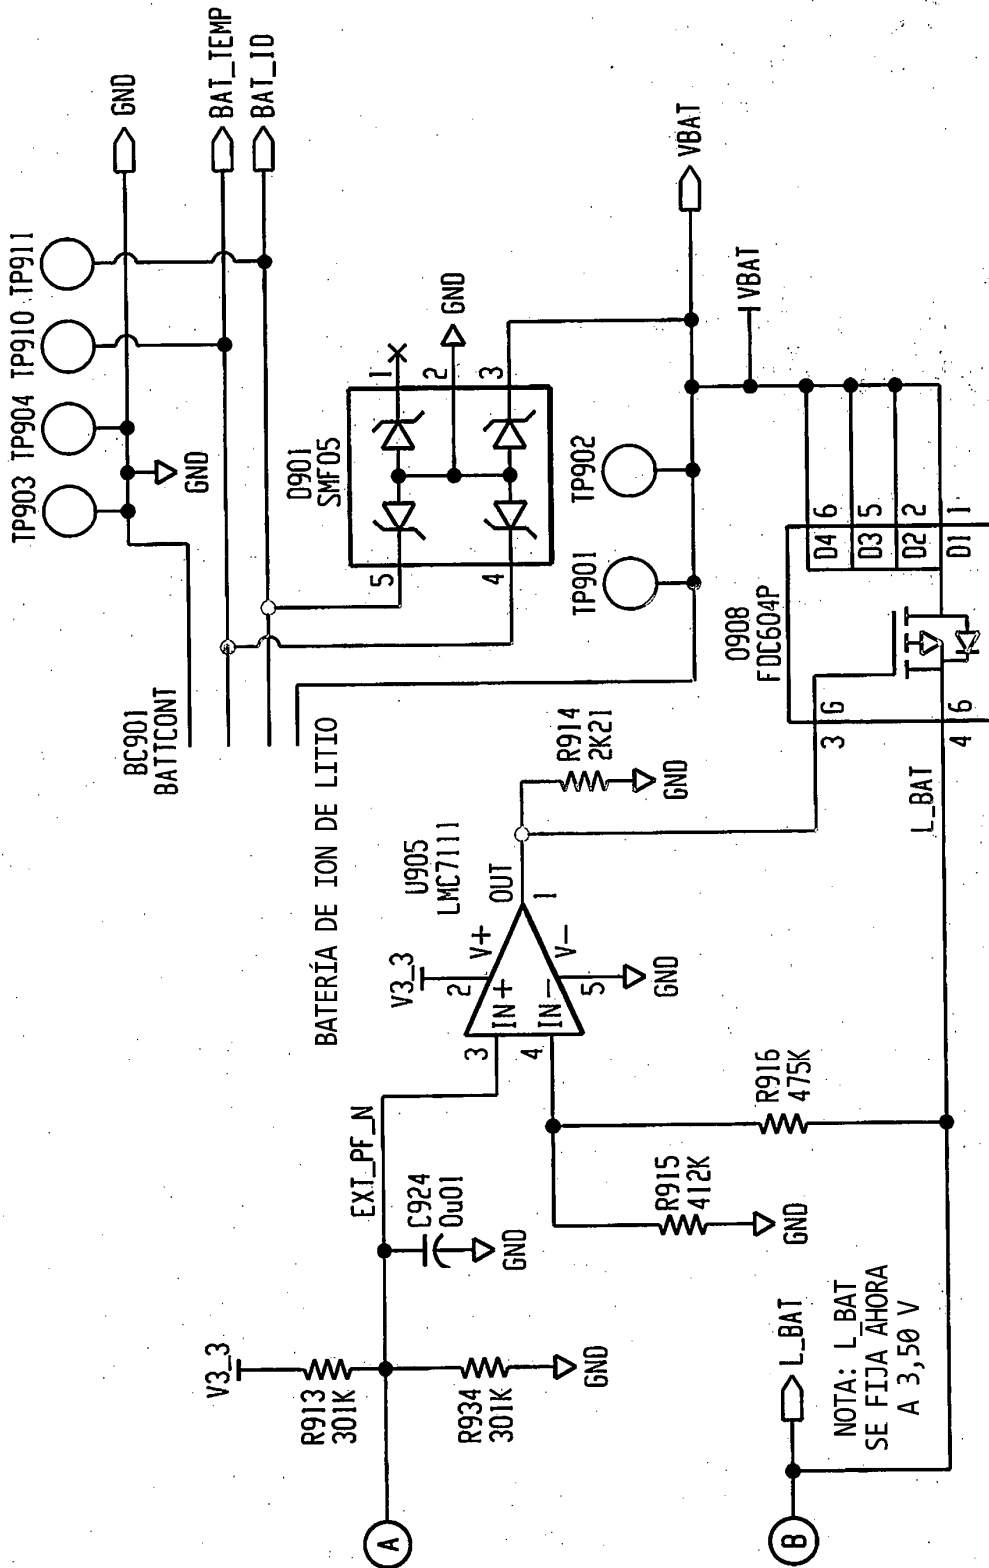 TP903
TP904
TP910
TP911
GND
BAT_TEMP
BAT_ID
GND
BC901
BATTCONT
BATERÍA DE ION DE LITIO
D901
SMF05
1
2
3
4
5
GND
TP901
TP902
VBAT
VBAT
U905
LMC7111
V3_3
2
V+
OUT
1
IN+
3
IN-
4
V-
5
GND
R914
2K21
GND
Q908
FDC604P
G
3
D4
6
D3
5
D2
2
D1
1
4
6
L_BAT
EXT_PF_N
C924
0u01
GND
V3_3
R913
301K
R934
301K
GND
R915
412K
GND
R916
475K
A
B
L_BAT
NOTA: L_BAT
SE FIJA AHORA
A 3,50 V